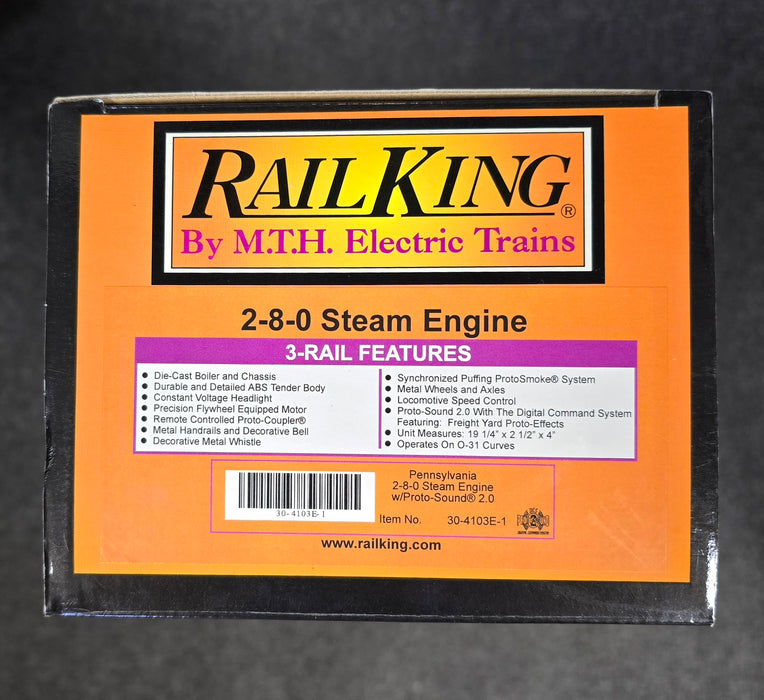 RAILKING®
By M.T.H. Electric Trains
2-8-0 Steam Engine
3-RAIL FEATURES
● Die-Cast Boiler and Chassis
● Durable and Detailed ABS Tender Body
● Constant Voltage Headlight
● Precision Flywheel Equipped Motor
● Remote Controlled Proto-Coupler®
● Metal Handrails and Decorative Bell
● Decorative Metal Whistle
● Synchronized Puffing ProtoSmoke® System
● Metal Wheels and Axles
● Locomotive Speed Control
● Proto-Sound 2.0 With The Digital Command System
Featuring: Freight Yard Proto-Effects
● Unit Measures: 19 1/4" x 2 1/2" x 4"
● Operates On O-31 Curves
30-4103E-1
Pennsylvania
2-8-0 Steam Engine
w/Proto-Sound® 2.0
Item No. 30-4103E-1
www.railking.com